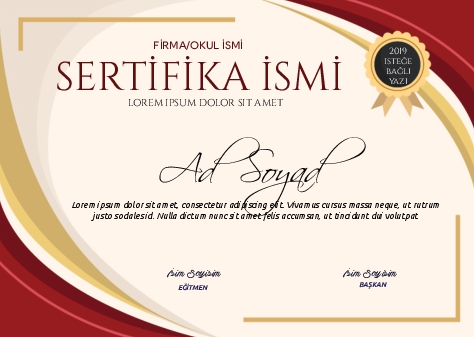 FİRMA/OKUL İSMİ
SERTİFİKA İSMİ
LOREM IPSUM DOLOR SIT AMET
2019
İSTEĞE
BAĞLI
YAZI
Ad Soyad
Lorem ipsum dolor sit amet, consectetur adipiscing elit. Vivamus cursus massa neque, ut rutrum
justo sodales id. Nulla dictum nunc sit amet felis accumsan, ut tincidunt dui volutpat
İsim Soyisim
İsim Soyisim
EĞİTMEN
BAŞKAN